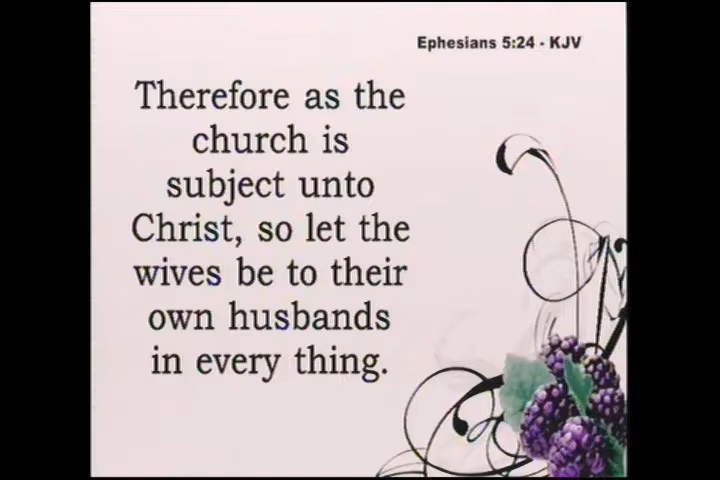 Ephesians 5:24 - KJV
Therefore as the
church is
subject unto
Christ, so let the
wives be to their
own husbands
in every thing.